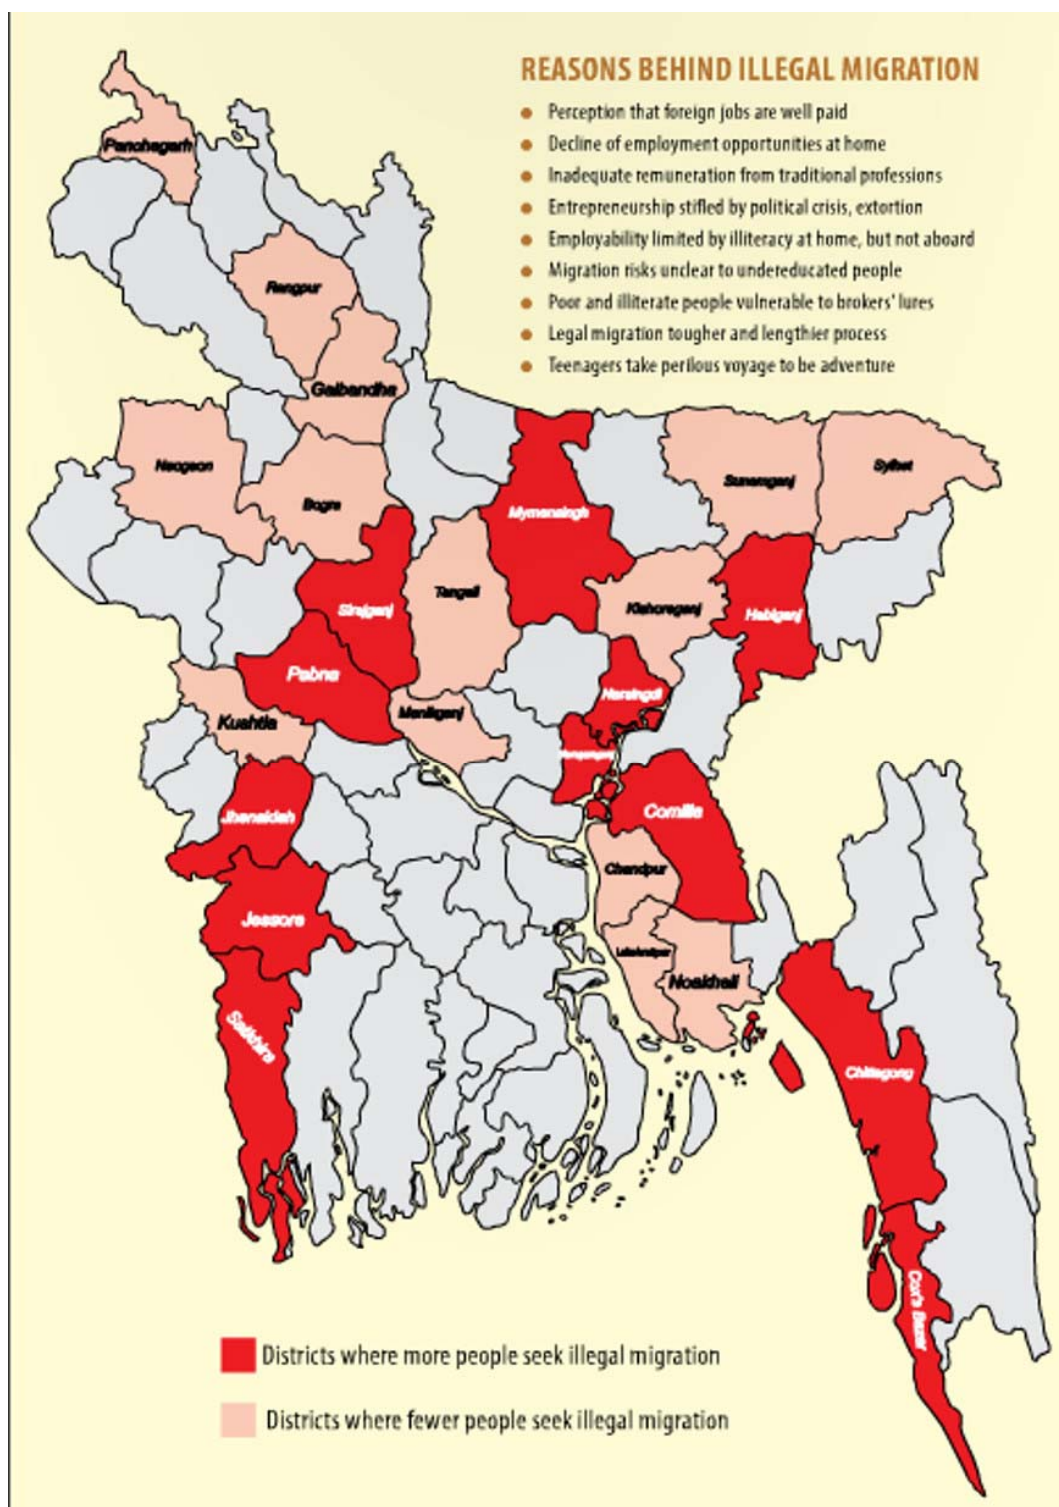 REASONS BEHIND ILLEGAL MIGRATION
Perception that foreign jobs are well paid
Decline of employment opportunities at home
Inadequate remuneration from traditional professions
Entrepreneurship stifled by political crisis, extortion
Employability limited by illiteracy at home, but not aboard
Migration risks unclear to undereducated people
Poor and illiterate people vulnerable to brokers' lures
Legal migration tougher and lengthier process
Teenagers take perilous voyage to be adventure
Panchagarh
Rangpur
Gaibandha
Naogaon
Bogra
Sunamganj
Sylhet
Mymensingh
Sirajganj
Tangail
Kishoreganj
Habiganj
Pabna
Narsingdi
Manikganj
Kushtia
Comilla
Jhenaidah
Chandpur
Jessore
Noakhali
Satkhira
Chittagong
Cox's Bazar
Districts where more people seek illegal migration
Districts where fewer people seek illegal migration